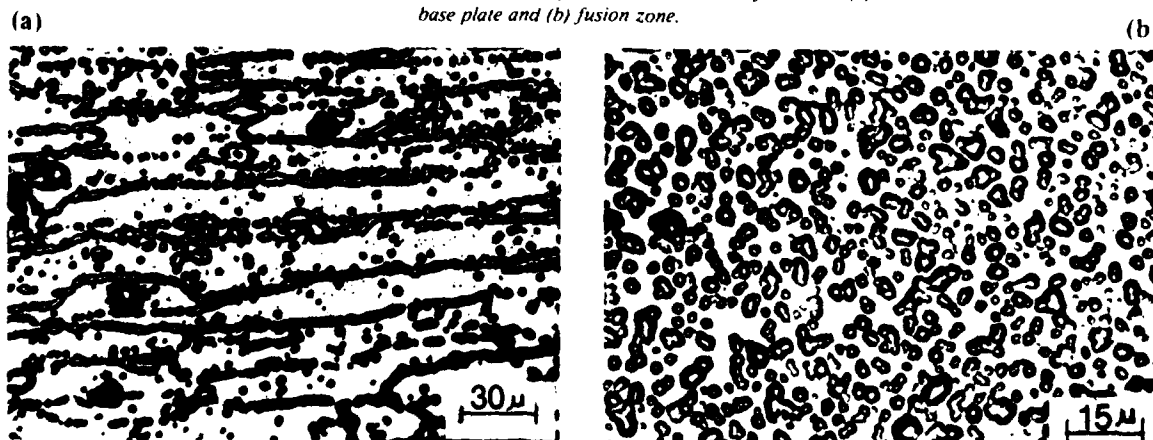 base plate and (b) fusion zone.
(a)
(b
30μ
15μ